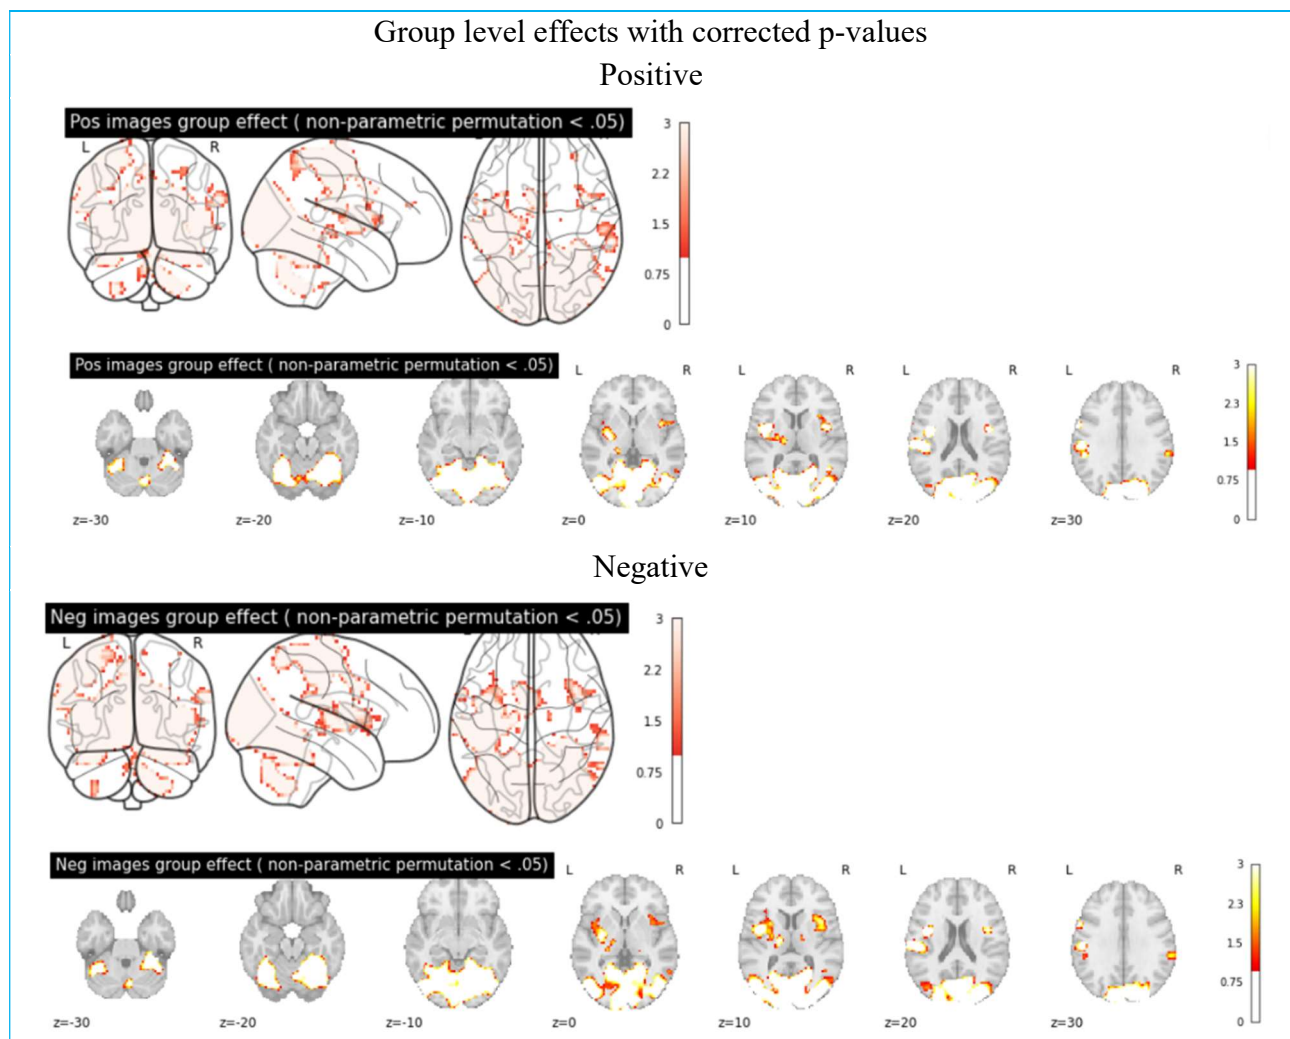 Group level effects with corrected p-values
Positive
Pos images group effect ( non-parametric permutation < .05)
L
R
3
2.2
1.5
0.75
0
Pos images group effect ( non-parametric permutation < .05)
L R L R L R L R
3
2.3
1.5
0.75
0
z=-30 z=-20 z=-10 z=0 z=10 z=20 z=30
Negative
Neg images group effect ( non-parametric permutation < .05)
L
R
3
2.2
1.5
0.75
0
Neg images group effect ( non-parametric permutation < .05)
L R L R L R L R
3
2.3
1.5
0.75
0
z=-30 z=-20 z=-10 z=0 z=10 z=20 z=30